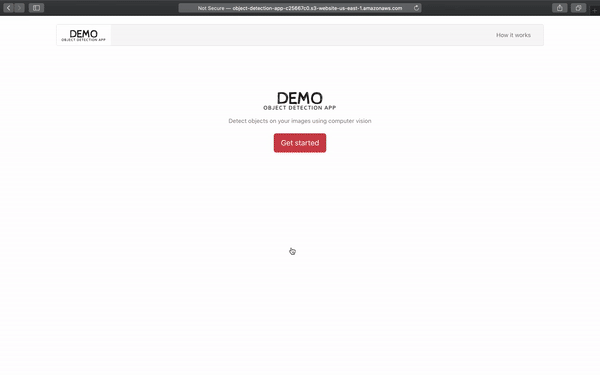 Not Secure — object-detection-app-c25667c0.s3-website-us-east-1.amazonaws.com
DEMO
OBJECT DETECTION APP
How it works
DEMO
OBJECT DETECTION APP
Detect objects on your images using computer vision
Get started